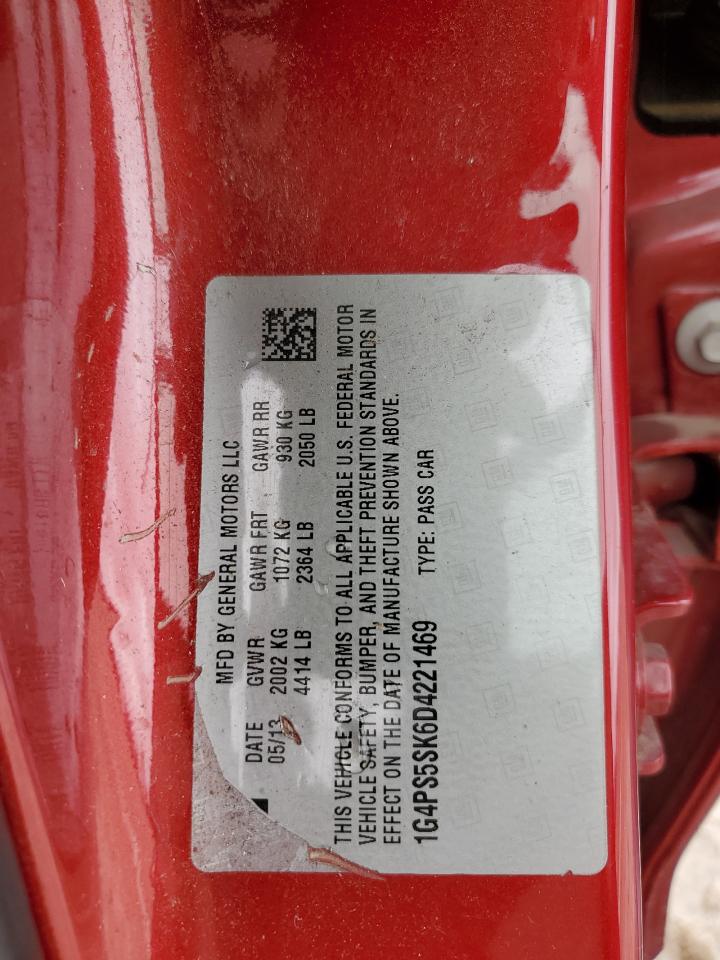 MFD BY GENERAL MOTORS LLC
DATE GVWR GAWR FRT GAWR RR
05/13 2002 KG 1072 KG 930 KG
4414 LB 2364 LB 2050 LB
THIS VEHICLE CONFORMS TO ALL APPLICABLE U.S. FEDERAL MOTOR
VEHICLE SAFETY, BUMPER, AND THEFT PREVENTION STANDARDS IN
EFFECT ON THE DATE OF MANUFACTURE SHOWN ABOVE.
1G4PS5SK6D4221469 TYPE: PASS CAR